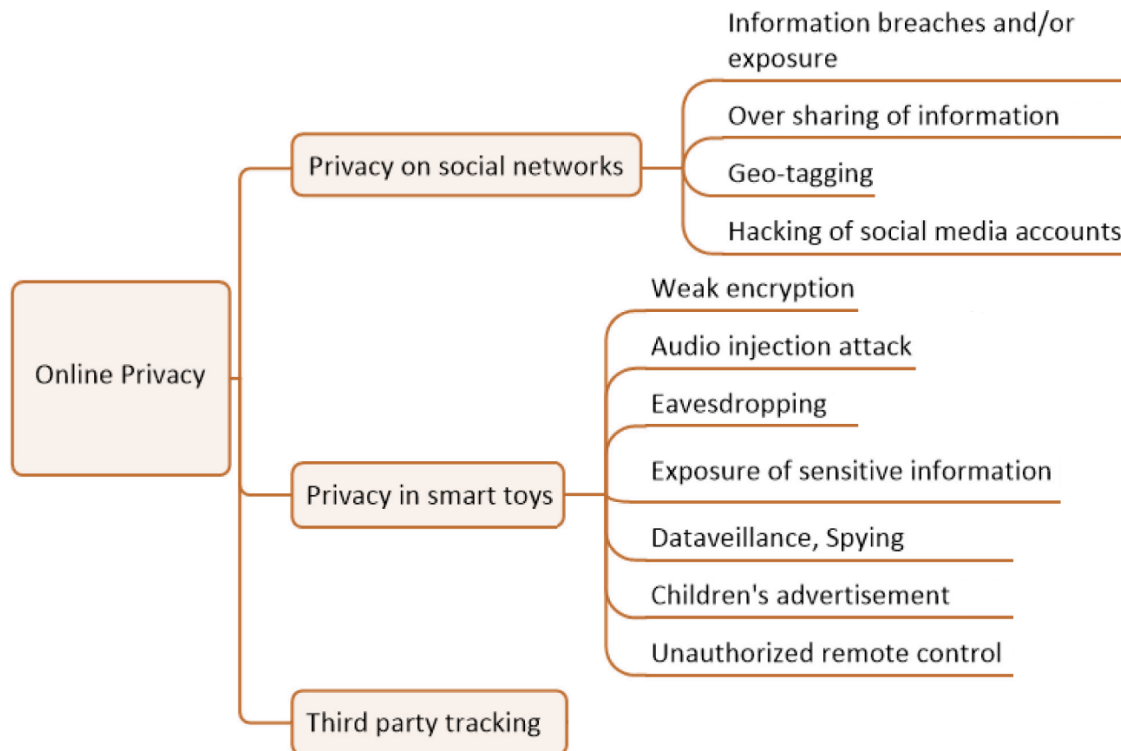 Online Privacy
Privacy on social networks
Information breaches and/or
exposure
Over sharing of information
Geo-tagging
Hacking of social media accounts
Privacy in smart toys
Weak encryption
Audio injection attack
Eavesdropping
Exposure of sensitive information
Dataveillance, Spying
Children's advertisement
Unauthorized remote control
Third party tracking